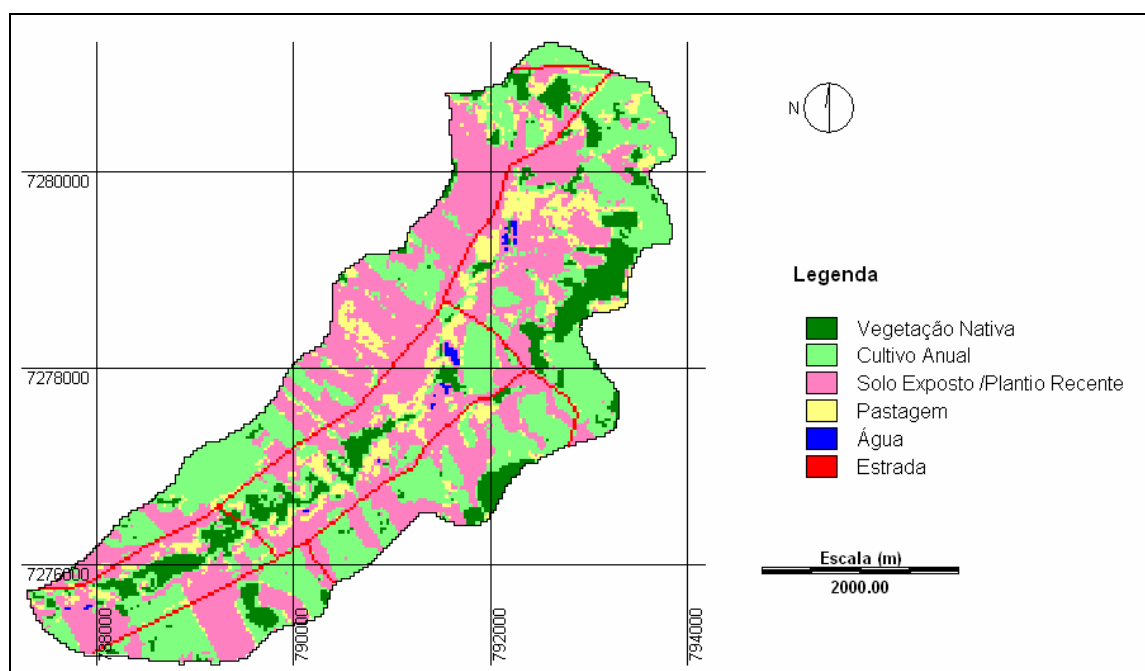 N
7280000
7278000
7276000
788000
790000
792000
794000
Legenda
Vegetação Nativa
Cultivo Anual
Solo Exposto /Plantio Recente
Pastagem
Água
Estrada
Escala (m)
2000.00